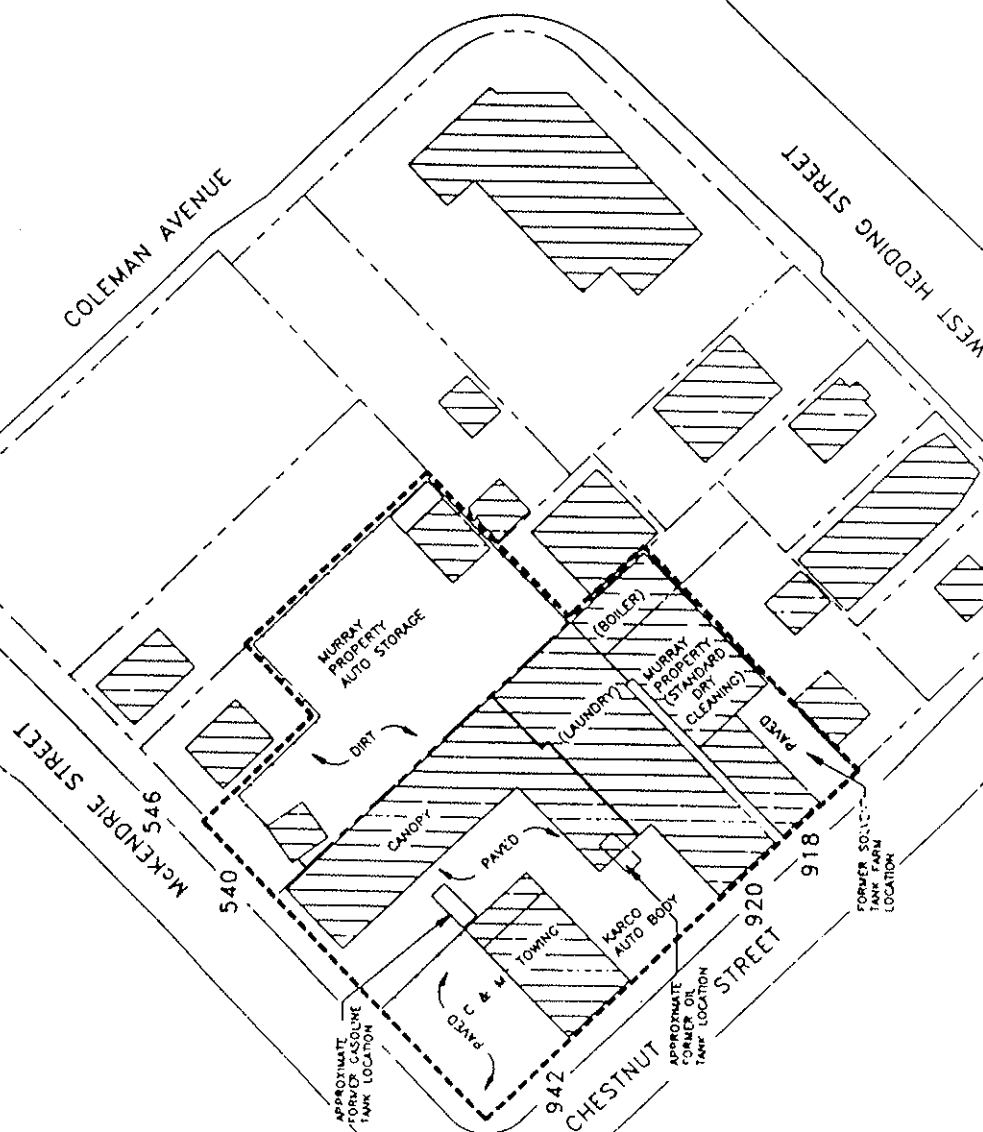 COLEMAN AVENUE
WEST HEDDING STREET
McKENDRIE STREET
546
540
MURRAY
PROPERTY
AUTO STORAGE
DIRT
CANOPY
PAVED
(BOILER)
(LAUNDRY)
MURRAY
PROPERTY
(STANDARD
DRY
CLEANING)
PAVED
C & M TOWING
PAVED
KARCO
AUTO BODY
APPROXIMATE
FORMER GASOLINE
TANK LOCATION
APPROXIMATE
FORMER OIL
TANK LOCATION
FORMER
TANK FARM
LOCATION
918
920
942
CHESTNUT STREET